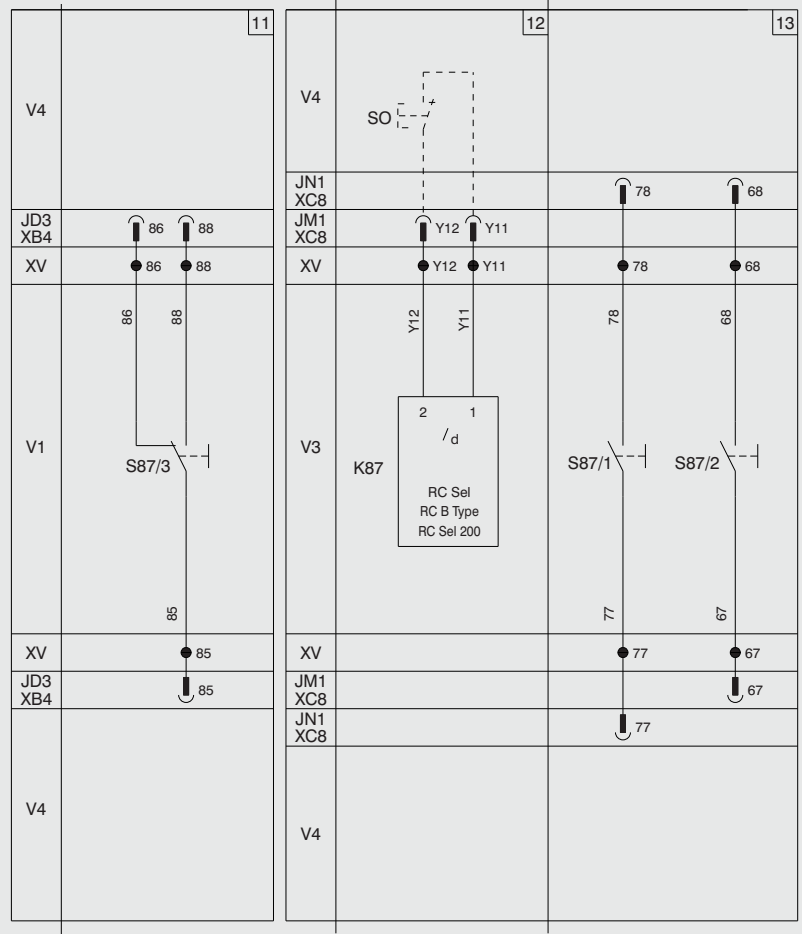 11
12
13
V4
V4
SO
JN1
XC8
78
68
JD3
XB4
86
88
JM1
XC8
Y12
Y11
XV
86
88
XV
Y12
Y11
78
68
86
88
Y12
Y11
78
68
2
1
/d
V1
S87/3
V3
K87
S87/1
S87/2
RC Sel
RC B Type
RC Sel 200
85
77
67
XV
85
XV
77
67
JD3
XB4
85
JM1
XC8
67
JN1
XC8
77
V4
V4